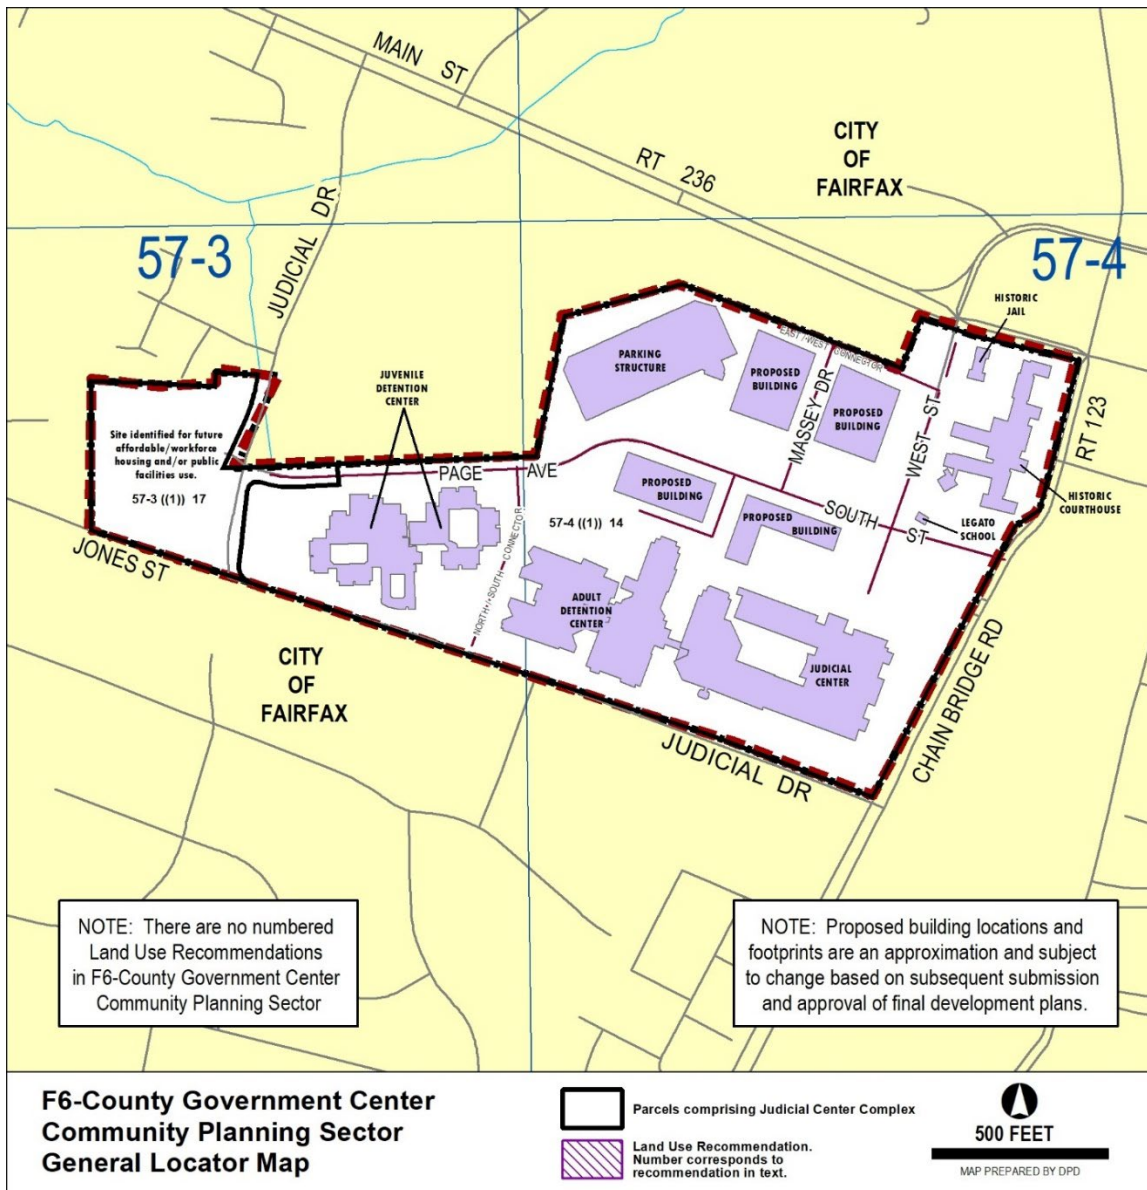 MAIN ST
RT 236
CITY
OF
FAIRFAX
JUDICIAL DR
57-3
57-4
HISTORIC
JAIL
EAST / WEST CONNECTOR
PARKING
STRUCTURE
PROPOSED
BUILDING
MASSEY DR
PROPOSED
BUILDING
WEST ST
RT 123
JUVENILE
DETENTION
CENTER
Site identified for future
affordable/workforce
housing and/or public
facilities use.
57-3 ((1)) 17
PAGE AVE
PROPOSED
BUILDING
57-4 ((1)) 14
PROPOSED
BUILDING
SOUTH ST
LEGATO
SCHOOL
HISTORIC
COURTHOUSE
JONES ST
NORTH / SOUTH CONNECTOR
ADULT
DETENTION
CENTER
JUDICIAL
CENTER
CITY
OF
FAIRFAX
JUDICIAL DR
CHAIN BRIDGE RD
NOTE: There are no numbered
Land Use Recommendations
in F6-County Government Center
Community Planning Sector
NOTE: Proposed building locations and
footprints are an approximation and subject
to change based on subsequent submission
and approval of final development plans.
F6-County Government Center
Community Planning Sector
General Locator Map
Parcels comprising Judicial Center Complex
Land Use Recommendation.
Number corresponds to
recommendation in text.
500 FEET
MAP PREPARED BY DPD